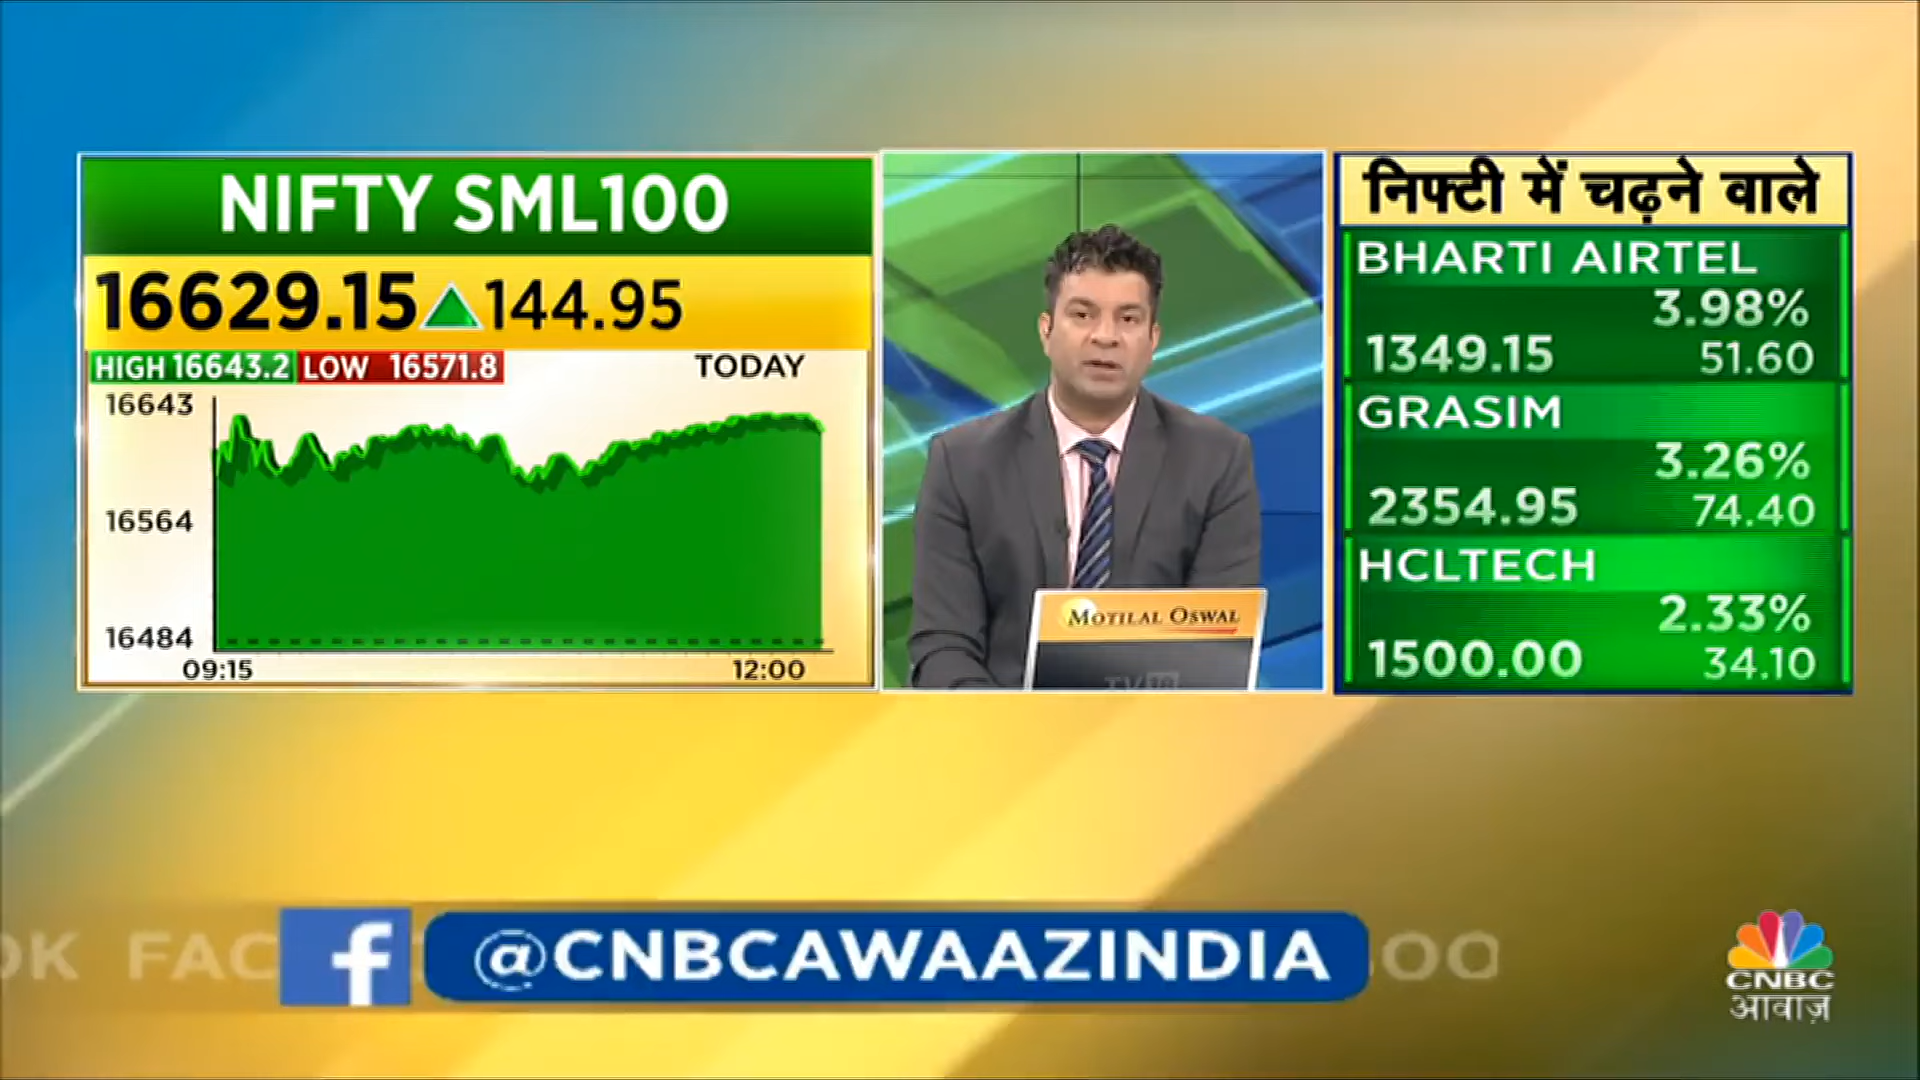 NIFTY SML100
16629.15 144.95
HIGH 16643.2 LOW 16571.8 TODAY
16643
16564
16484
09:15 12:00
MOTILAL OSWAL
निफ्टी में चढ़ने वाले
BHARTI AIRTEL
3.98%
1349.15 51.60
GRASIM
3.26%
2354.95 74.40
HCLTECH
2.33%
1500.00 34.10
@CNBCAWAAZINDIA
CNBC
आवाज़